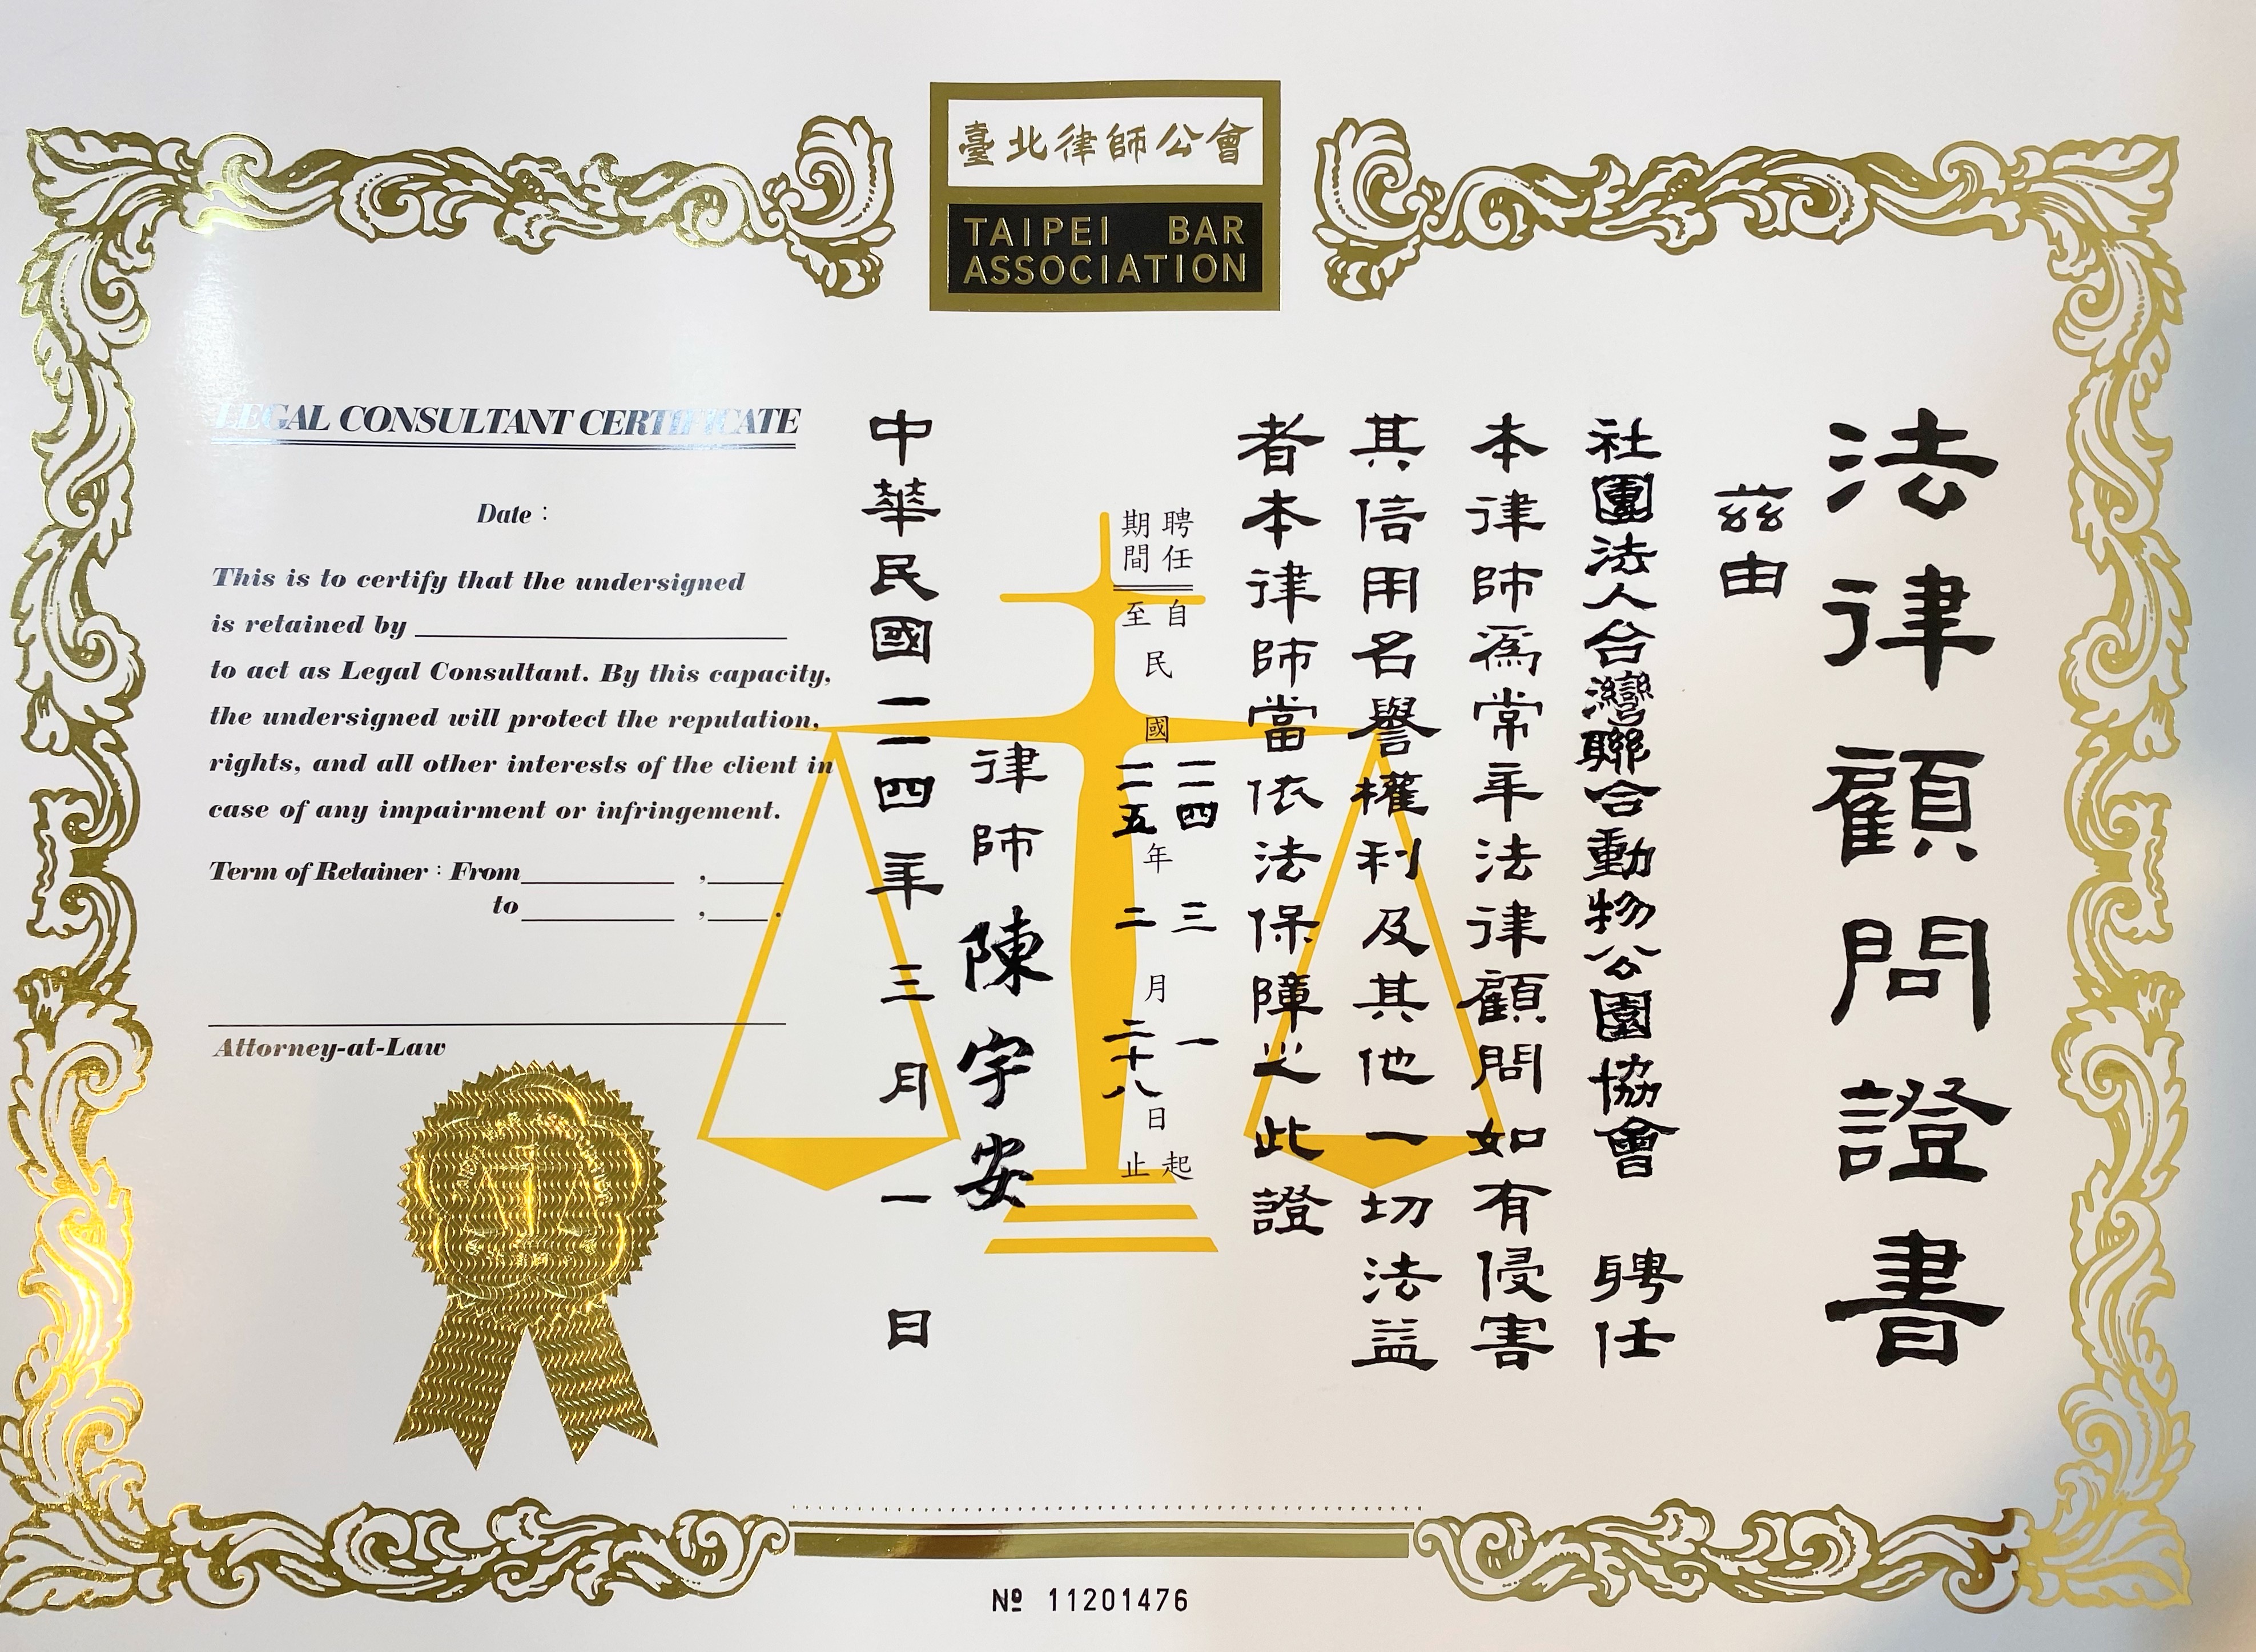 臺北律師公會
TAIPEI BAR
ASSOCIATION
法律顧問證書
茲由
社團法人台灣聯合動物公園協會 聘任
本律師為常年法律顧問如有侵害
其信用名譽權利及其他一切法益
者本律師當依法保障之此證
聘任
期間
自民國一一四年三月一日起
至民國一一五年二月二十八日止
律師 陳宇安
中華民國一一四年三月一日
LEGAL CONSULTANT CERTIFICATE
Date :
This is to certify that the undersigned
is retained by
to act as Legal Consultant. By this capacity,
the undersigned will protect the reputation,
rights, and all other interests of the client in
case of any impairment or infringement.
Term of Retainer : From , 
to , .
Attorney-at-Law
Nº 11201476